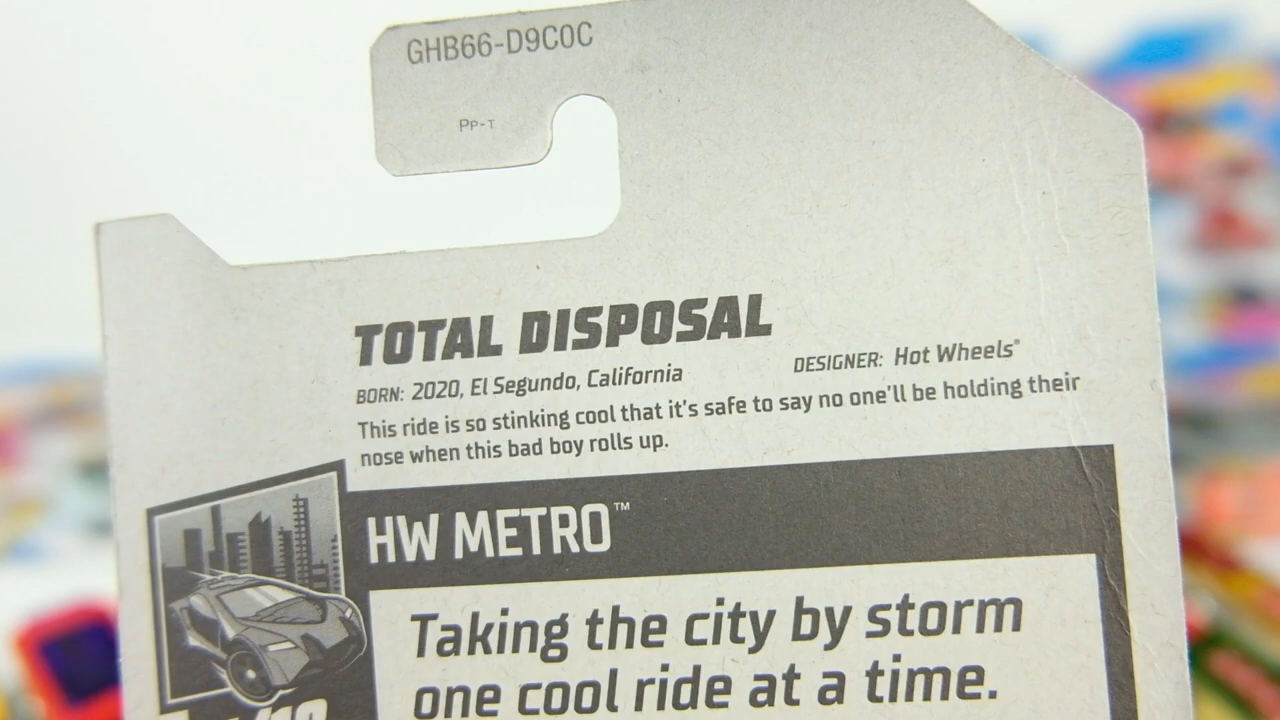 GHB66-D9C0C
PP-T
TOTAL DISPOSAL
BORN: 2020, El Segundo, California DESIGNER: Hot Wheels®
This ride is so stinking cool that it's safe to say no one'll be holding their
nose when this bad boy rolls up.
HW METRO™
Taking the city by storm
one cool ride at a time.